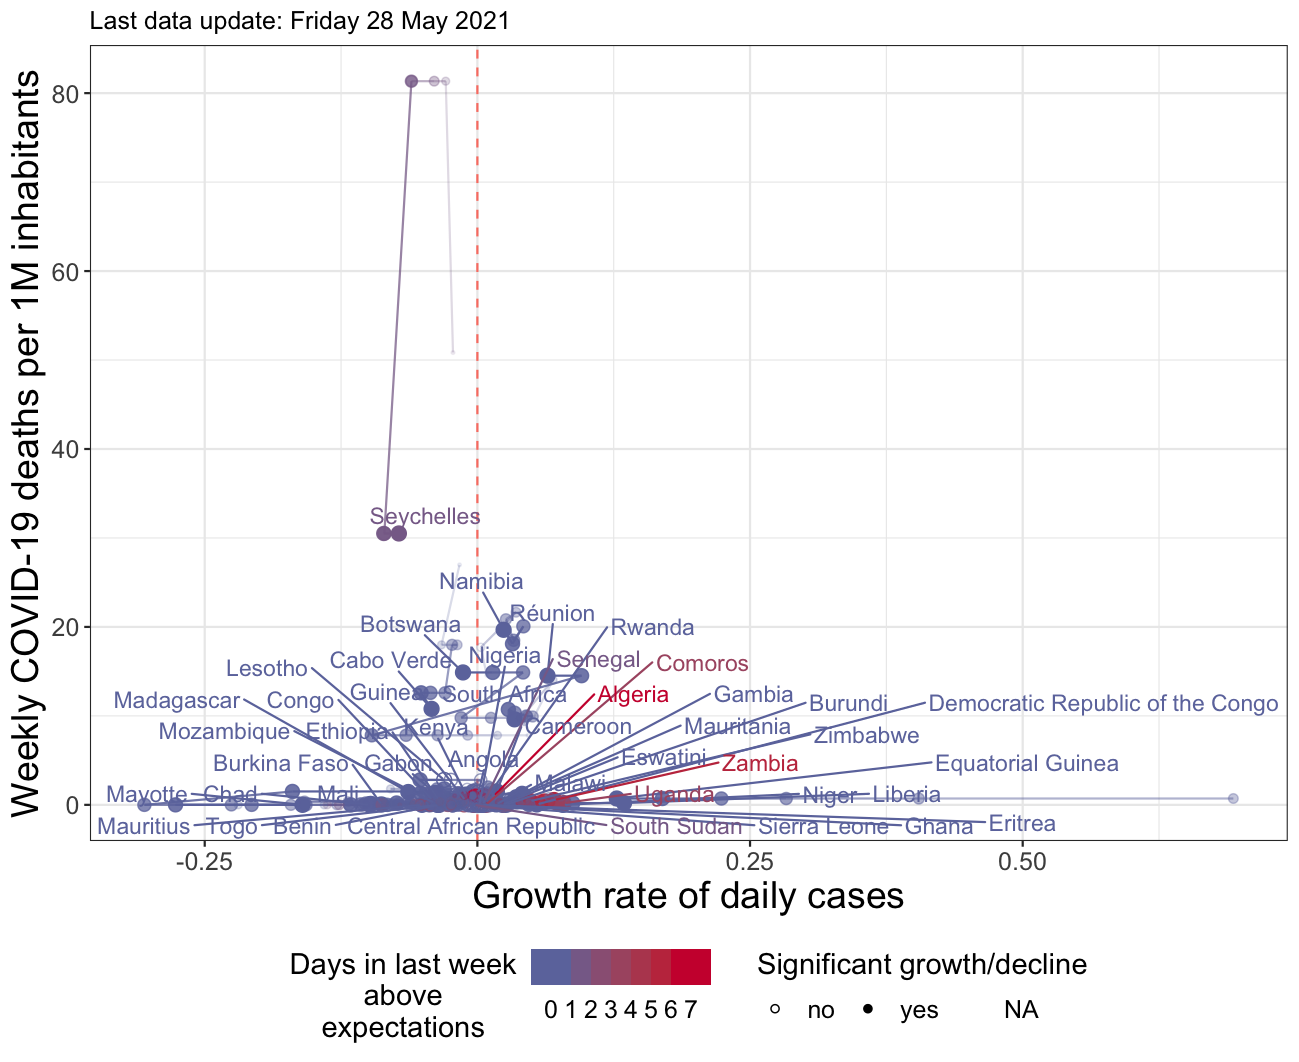 Last data update: Friday 28 May 2021
Weekly COVID-19 deaths per 1M inhabitants
80
60
40
20
0
Seychelles
Namibia
Réunion
Botswana
Rwanda
Nigeria
Cabo Verde
Senegal
Comoros
Lesotho
Guinea
South Africa
Algeria
Gambia
Madagascar
Congo
Burundi
Democratic Republic of the Congo
Mozambique
Ethiopia
Kenya
Cameroon
Mauritania
Zimbabwe
Burkina Faso
Gabon
Angola
Eswatini
Zambia
Equatorial Guinea
Malawi
Mayotte
Chad
Mali
Uganda
Niger
Liberia
Mauritius
Togo
Benin
Central African Republic
South Sudan
Sierra Leone
Ghana
Eritrea
-0.25
0.00
0.25
0.50
Growth rate of daily cases
Days in last week
above
expectations
0 1 2 3 4 5 6 7
Significant growth/decline
no
yes
NA